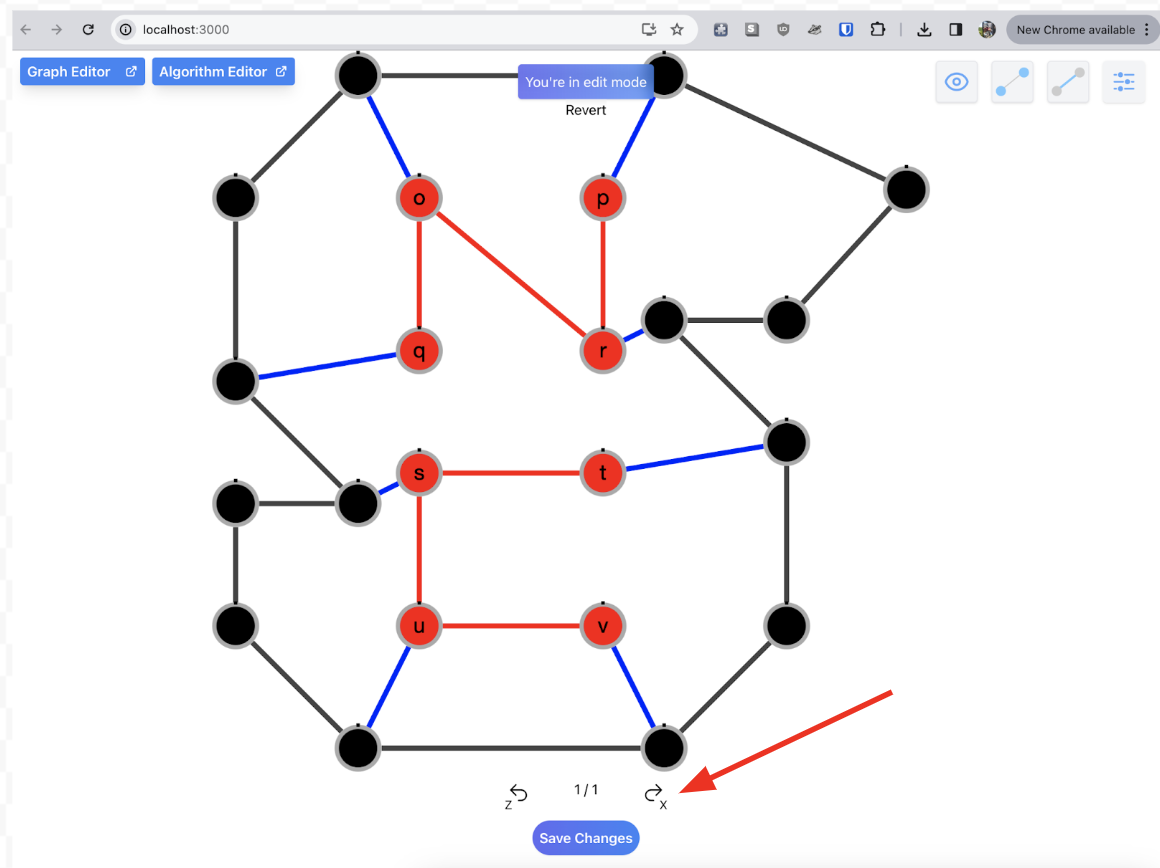 localhost:3000
New Chrome available
Graph Editor
Algorithm Editor
You're in edit mode
Revert
o
p
q
r
s
t
u
v
Z
1/1
X
Save Changes